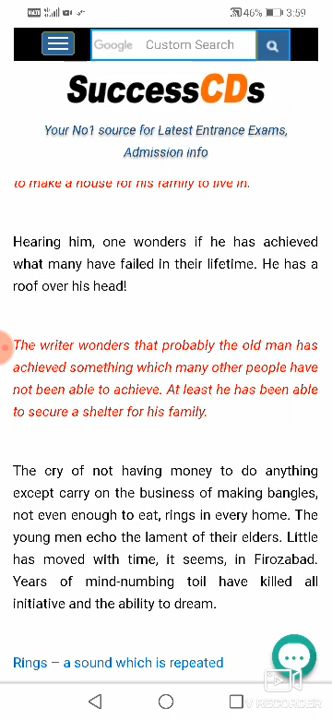 46% 3:59
Google Custom Search
SuccessCDs
Your No1 source for Latest Entrance Exams,
Admission info
to make a house for his family to live in.
Hearing him, one wonders if he has achieved
what many have failed in their lifetime. He has a
roof over his head!
The writer wonders that probably the old man has
achieved something which many other people have
not been able to achieve. At least he has been able
to secure a shelter for his family.
The cry of not having money to do anything
except carry on the business of making bangles,
not even enough to eat, rings in every home. The
young men echo the lament of their elders. Little
has moved with time, it seems, in Firozabad.
Years of mind-numbing toil have killed all
initiative and the ability to dream.
Rings – a sound which is repeated
V RECORDER